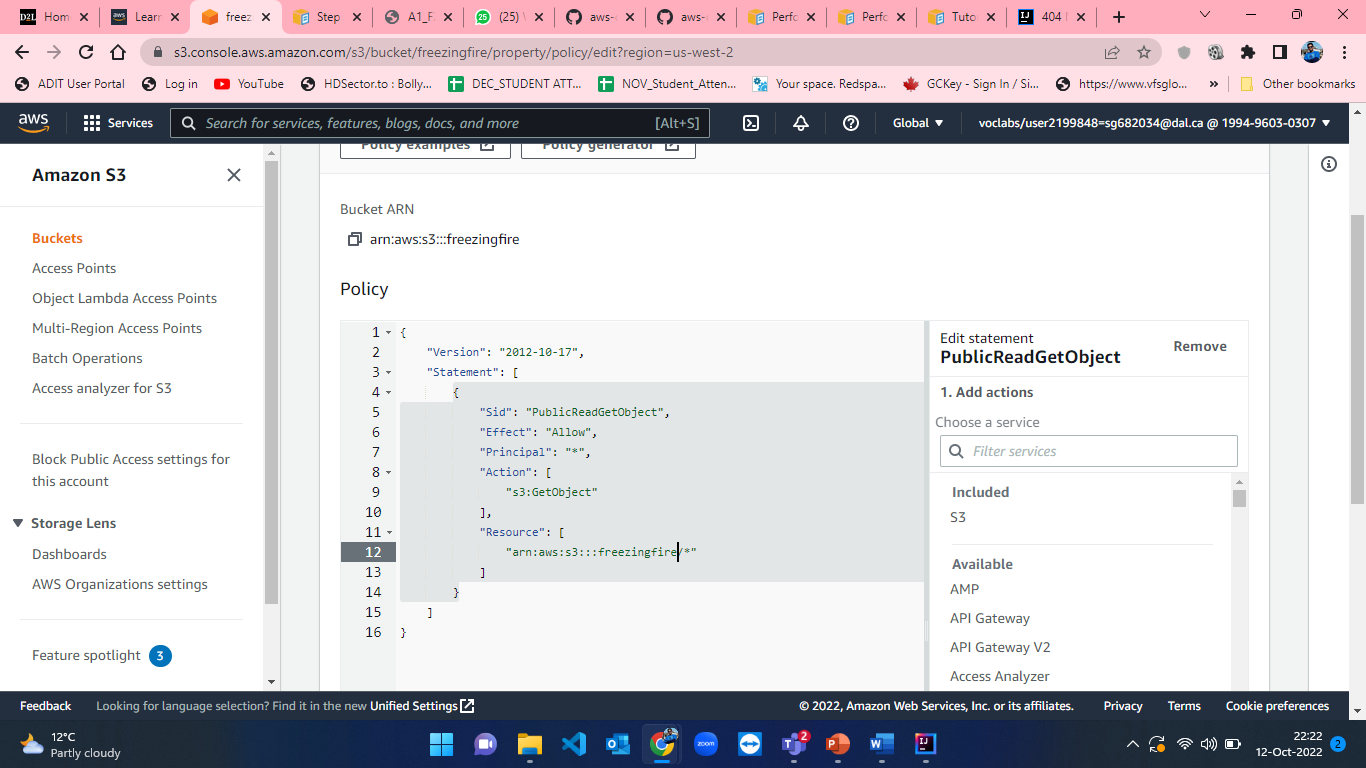 D2L Hom
aws Learn
freez
Step
A1_F
(25) W
aws-
aws-
Perfo
Perfo
Tuto
404
s3.console.aws.amazon.com/s3/bucket/freezingfire/property/policy/edit?region=us-west-2
ADIT User Portal
Log in
YouTube
HDSector.to : Bolly...
DEC_STUDENT ATT...
NOV_Student_Atten...
Your space. Redspa...
GCKey - Sign In / Si...
https://www.vfsglo...
»
Other bookmarks
aws
Services
Search for services, features, blogs, docs, and more
[Alt+S]
Global
voclabs/user2199848=sg682034@dal.ca @ 1994-9603-0307
Amazon S3
Buckets
Access Points
Object Lambda Access Points
Multi-Region Access Points
Batch Operations
Access analyzer for S3
Block Public Access settings for
this account
Storage Lens
Dashboards
AWS Organizations settings
Feature spotlight 3
Policy examples
Policy generator
Bucket ARN
arn:aws:s3:::freezingfire
Policy
1 {
2 "Version": "2012-10-17",
3 "Statement": [
4 {
5 "Sid": "PublicReadGetObject",
6 "Effect": "Allow",
7 "Principal": "*",
8 "Action": [
9 "s3:GetObject"
10 ],
11 "Resource": [
12 "arn:aws:s3:::freezingfire/*"
13 ]
14 }
15 ]
16 }
Edit statement
PublicReadGetObject
Remove
1. Add actions
Choose a service
Filter services
Included
S3
Available
AMP
API Gateway
API Gateway V2
Access Analyzer
Feedback
Looking for language selection? Find it in the new Unified Settings
© 2022, Amazon Web Services, Inc. or its affiliates.
Privacy
Terms
Cookie preferences
12°C
Partly cloudy
zoom
2
22:22
12-Oct-2022
2